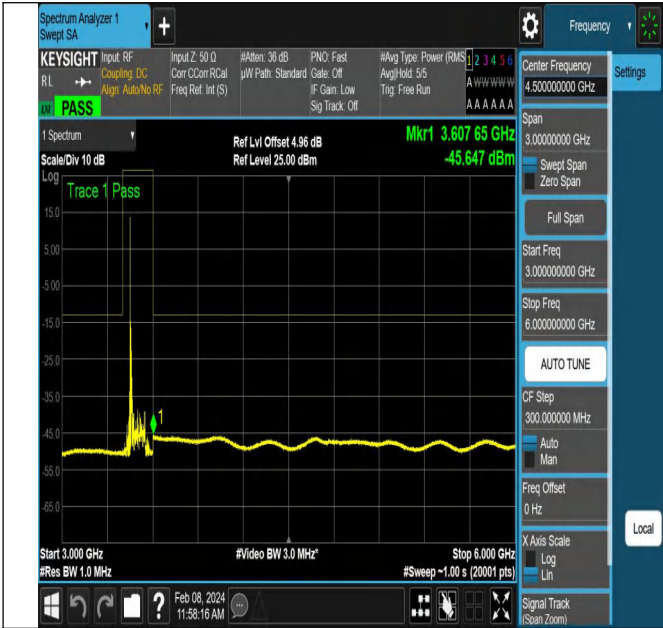 Spectrum Analyzer 1
Swept SA
Frequency
KEYSIGHT
RL
PASS
Input: RF
Coupling: DC
Align: Auto/No RF
Input Z: 50 Ω
Corr CCorr RCal
Freq Ref: Int (S)
#Atten: 36 dB
µW Path: Standard
PNO: Fast
Gate: Off
IF Gain: Low
Sig Track: Off
#Avg Type: Power (RMS
Avg|Hold: 5/5
Trig: Free Run
1 2 3 4 5 6
A W W W W W
A A A A A A
1 Spectrum
Scale/Div 10 dB
Log
Ref Lvl Offset 4.96 dB
Ref Level 25.00 dBm
Mkr1 3.607 65 GHz
-45.647 dBm
Trace 1 Pass
15.0
5.00
-5.00
-15.0
-25.0
-35.0
-45.0
-55.0
-65.0
1
Start 3.000 GHz
#Res BW 1.0 MHz
#Video BW 3.0 MHz*
Stop 6.000 GHz
#Sweep ~1.00 s (20001 pts)
Feb 08, 2024
11:58:16 AM
?
Center Frequency
4.500000000 GHz
Settings
Span
3.00000000 GHz
Swept Span
Zero Span
Full Span
Start Freq
3.000000000 GHz
Stop Freq
6.000000000 GHz
AUTO TUNE
CF Step
300.000000 MHz
Auto
Man
Freq Offset
0 Hz
Local
X Axis Scale
Log
Lin
Signal Track
(Span Zoom)